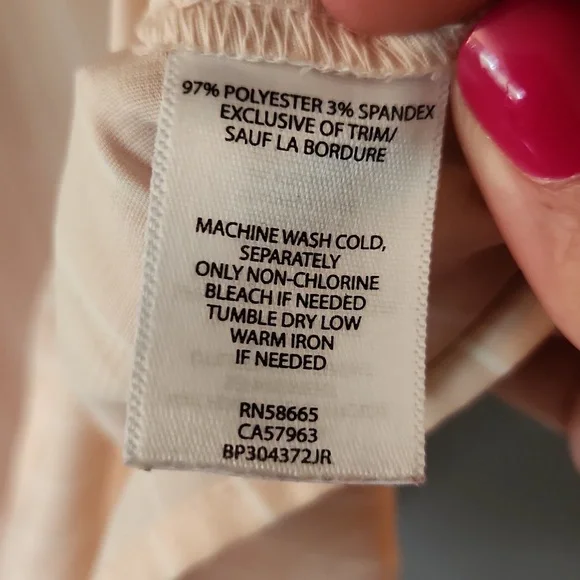 97% POLYESTER 3% SPANDEX
EXCLUSIVE OF TRIM/
SAUF LA BORDURE
MACHINE WASH COLD,
SEPARATELY
ONLY NON-CHLORINE
BLEACH IF NEEDED
TUMBLE DRY LOW
WARM IRON
IF NEEDED
RN58665
CA57963
BP304372JR